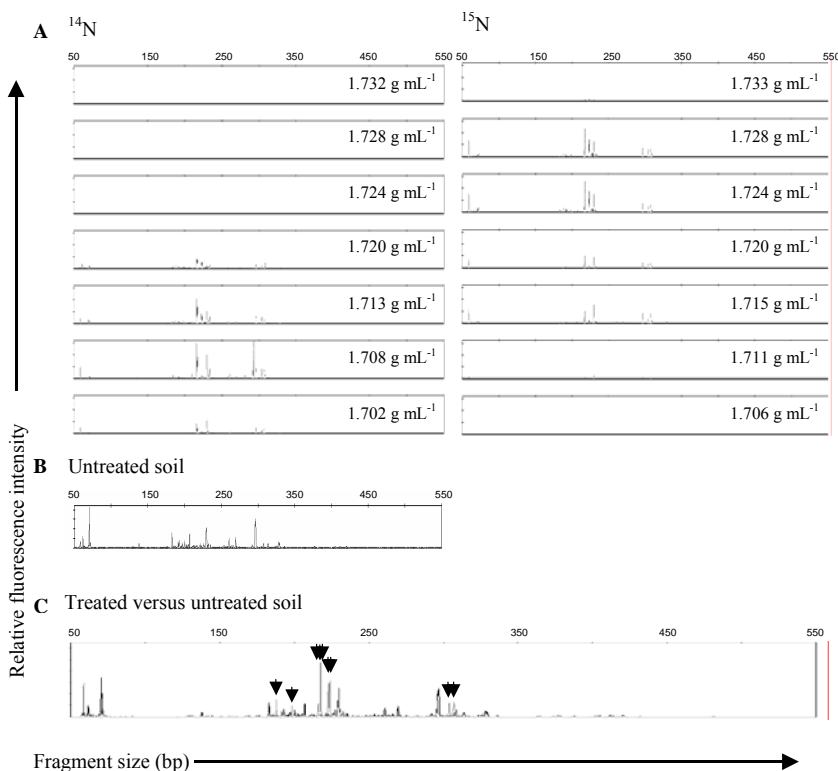 A ¹⁴N ¹⁵N
50 150 250 350 450 550 50 150 250 350 450 550
1.732 g mL⁻¹ 1.733 g mL⁻¹
1.728 g mL⁻¹ 1.728 g mL⁻¹
1.724 g mL⁻¹ 1.724 g mL⁻¹
1.720 g mL⁻¹ 1.720 g mL⁻¹
1.713 g mL⁻¹ 1.715 g mL⁻¹
1.708 g mL⁻¹ 1.711 g mL⁻¹
1.702 g mL⁻¹ 1.706 g mL⁻¹
Relative fluorescence intensity
B Untreated soil
50 150 250 350 450 550
C Treated versus untreated soil
50 150 250 350 450 550
Fragment size (bp)